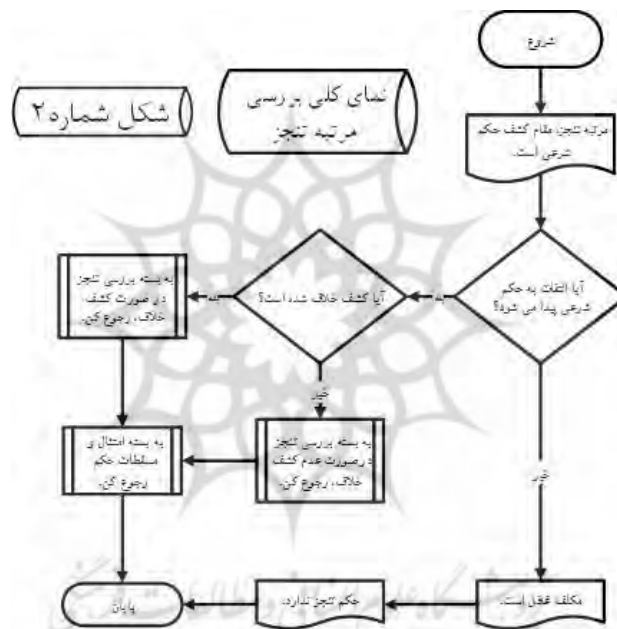 شروع
نمای کلی بررسی
مرتبه تنجز
شکل شماره ۲
مرتبه تنجز، مقام کشف حکم
شرعی است.
آیا التفات به حکم
شرعی پیدا می شود؟
بله
آیا کشف خلاف شده است؟
بله
به بسته بررسی تنجز
در صورت کشف
خلاف، رجوع کن.
خیر
به بسته بررسی تنجز
در صورت عدم کشف
خلاف، رجوع کن.
به بسته امتثال و
مسقطات حکم
رجوع کن.
خیر
مکلف غافل است.
حکم تنجز ندارد.
پایان